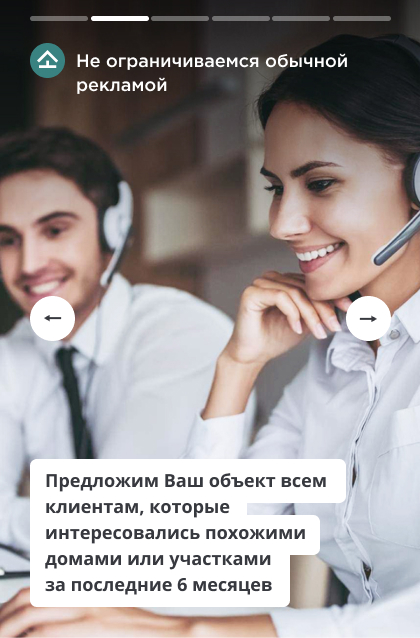 Не ограничиваемся обычной
рекламой
Предложим Ваш объект всем
клиентам, которые
интересовались похожими
домами или участками
за последние 6 месяцев